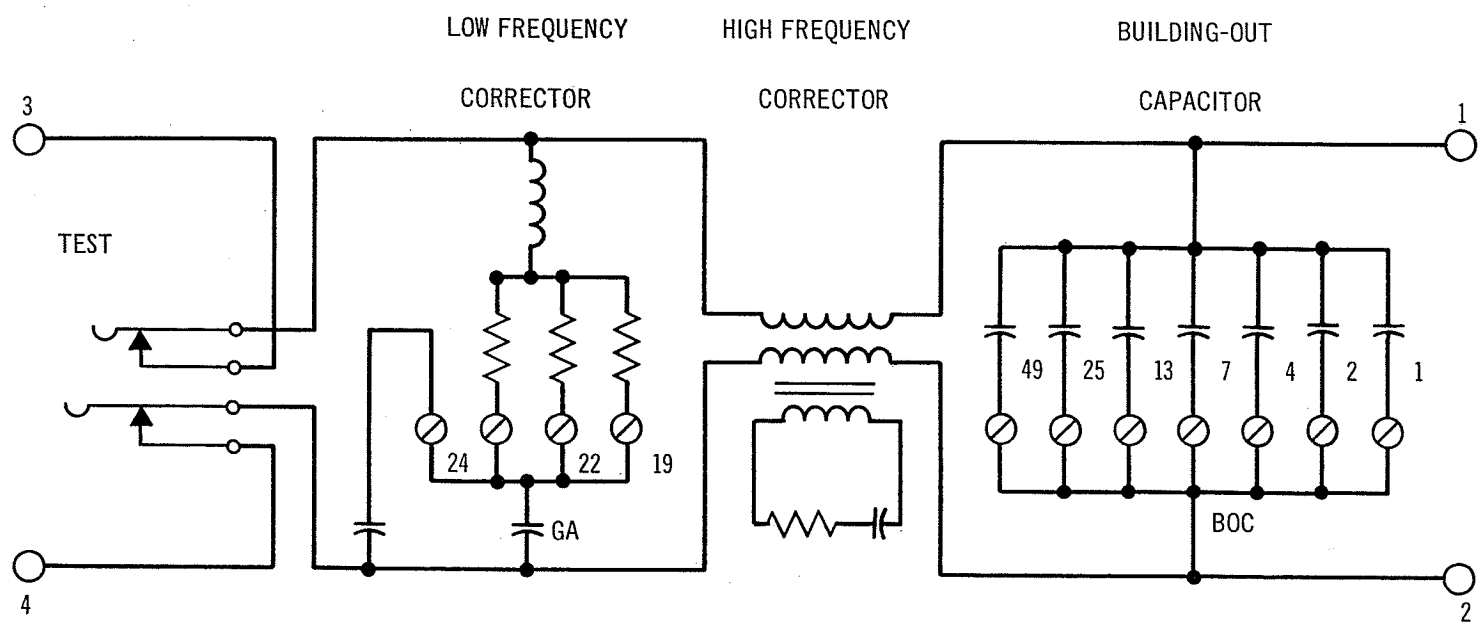 LOW FREQUENCY
CORRECTOR
HIGH FREQUENCY
CORRECTOR
BUILDING-OUT
CAPACITOR
3
1
TEST
49
25
13
7
4
2
1
24
22
19
GA
BOC
4
2